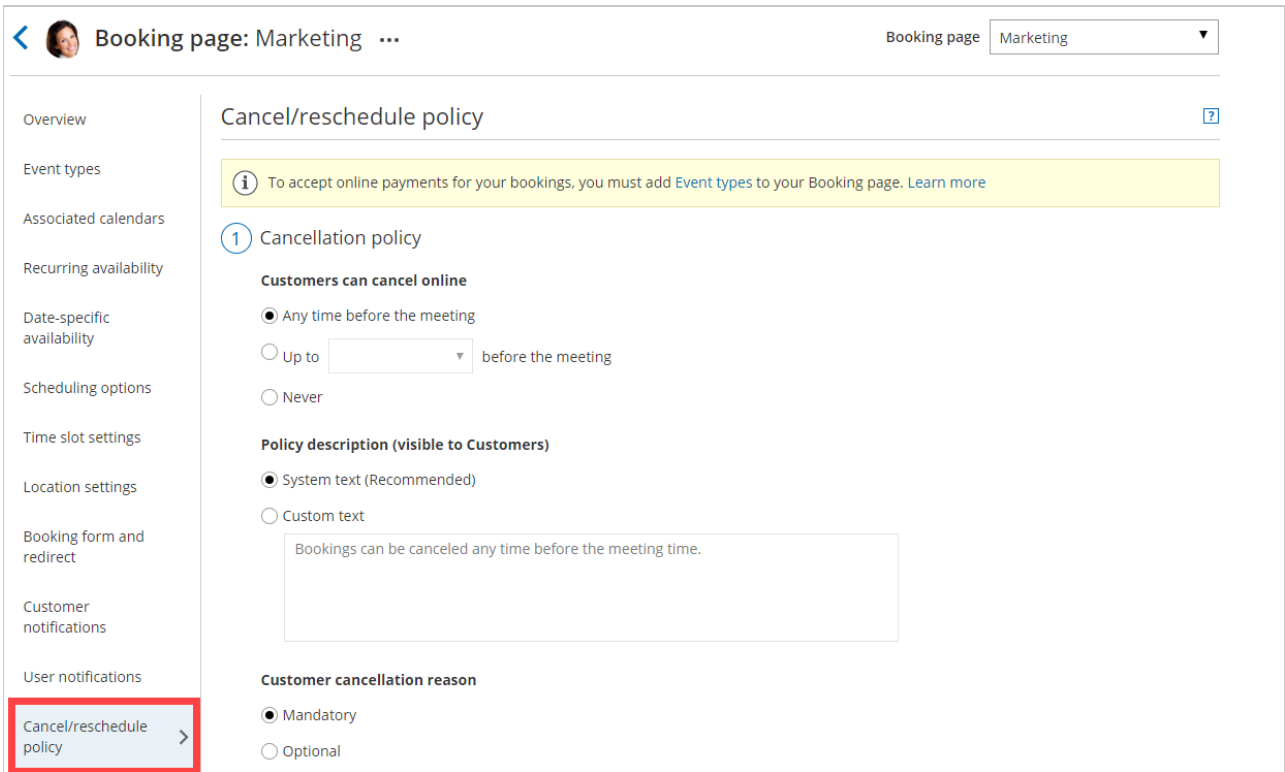 Booking page: Marketing ...
Booking page Marketing
Overview
Event types
Associated calendars
Recurring availability
Date-specific
availability
Scheduling options
Time slot settings
Location settings
Booking form and
redirect
Customer
notifications
User notifications
Cancel/reschedule
policy
Cancel/reschedule policy
?
i To accept online payments for your bookings, you must add Event types to your Booking page. Learn more
1 Cancellation policy
Customers can cancel online
Any time before the meeting
Up to before the meeting
Never
Policy description (visible to Customers)
System text (Recommended)
Custom text
Bookings can be canceled any time before the meeting time.
Customer cancellation reason
Mandatory
Optional